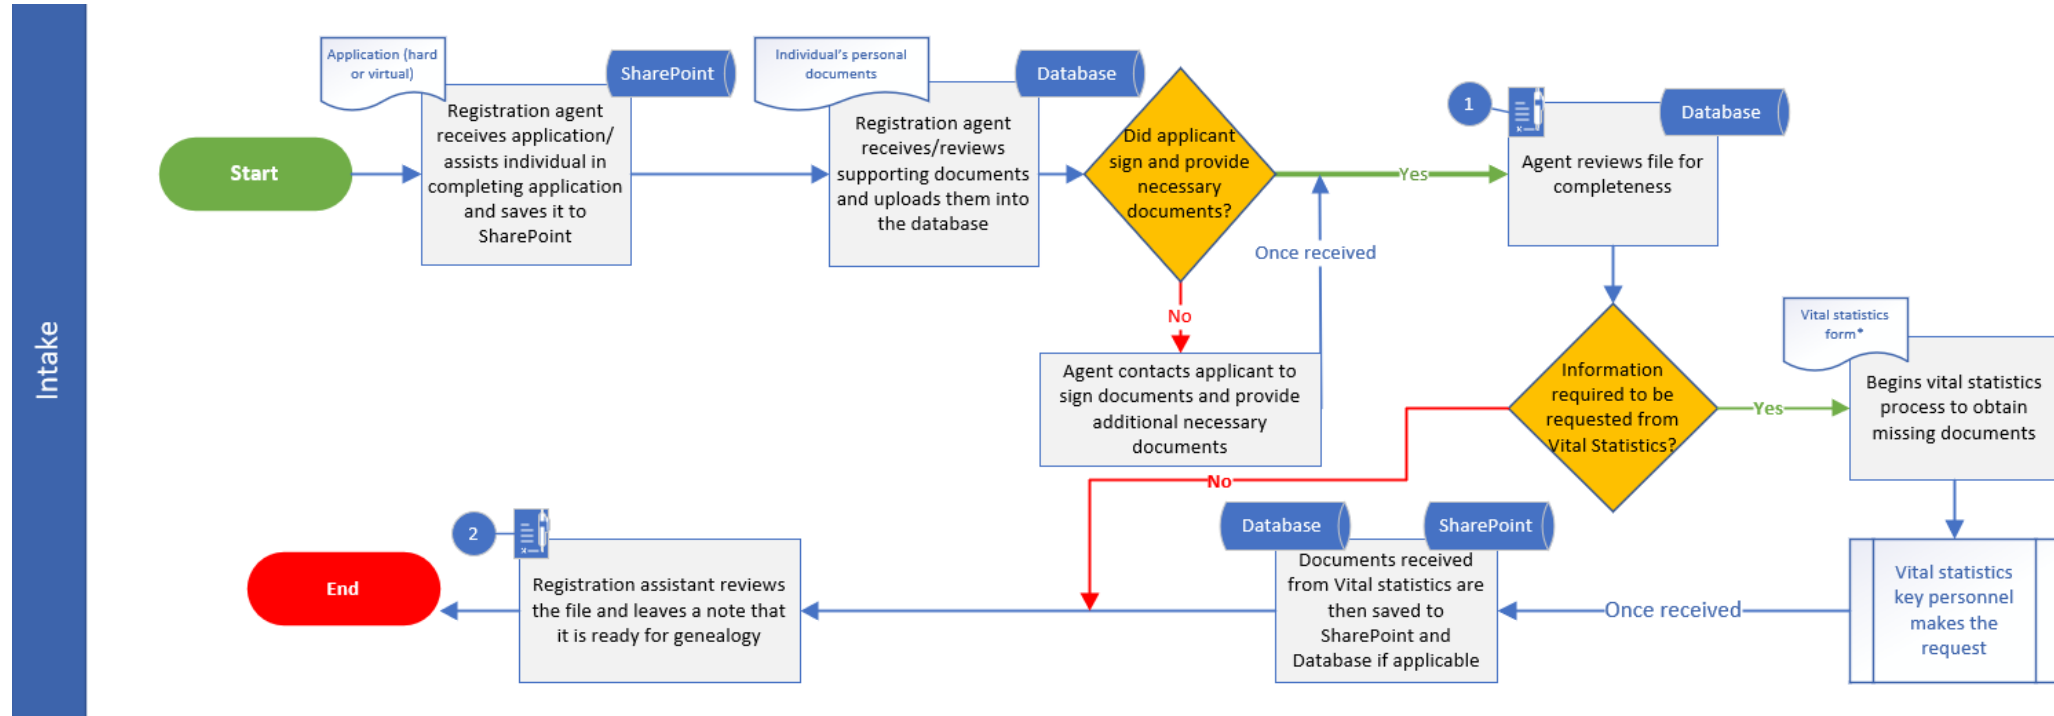 Intake
Start
Application (hard
or virtual)
SharePoint
Registration agent
receives application/
assists individual in
completing application
and saves it to
SharePoint
Individual's personal
documents
Database
Registration agent
receives/reviews
supporting documents
and uploads them into
the database
Did applicant
sign and provide
necessary
documents?
Yes
No
Once received
Agent contacts applicant to
sign documents and provide
additional necessary
documents
1
Database
Agent reviews file for
completeness
Information
required to be
requested from
Vital Statistics?
Yes
No
Vital statistics
form*
Begins vital statistics
process to obtain
missing documents
Vital statistics
key personnel
makes the
request
Once received
Database
SharePoint
Documents received
from Vital statistics are
then saved to
SharePoint and
Database if applicable
2
Registration assistant reviews
the file and leaves a note that
it is ready for genealogy
End